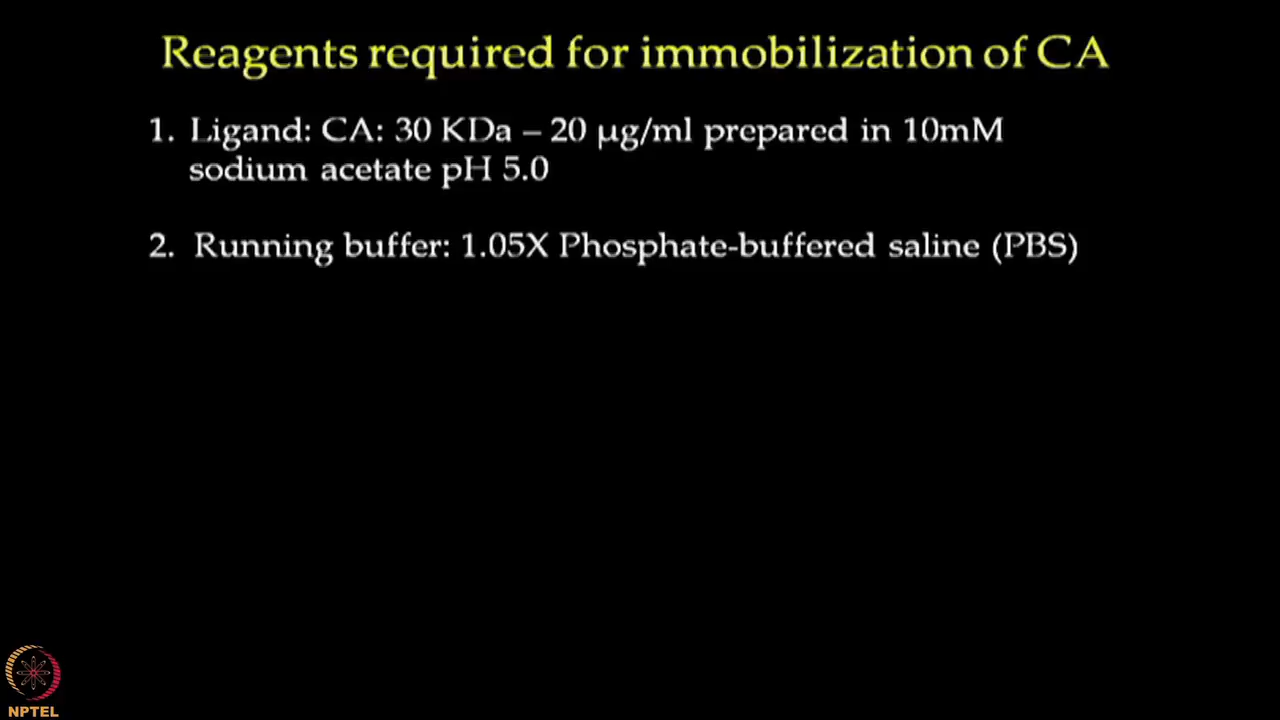 Reagents required for immobilization of CA
1. Ligand: CA: 30 KDa – 20 µg/ml prepared in 10mM
sodium acetate pH 5.0
2. Running buffer: 1.05X Phosphate-buffered saline (PBS)
NPTEL